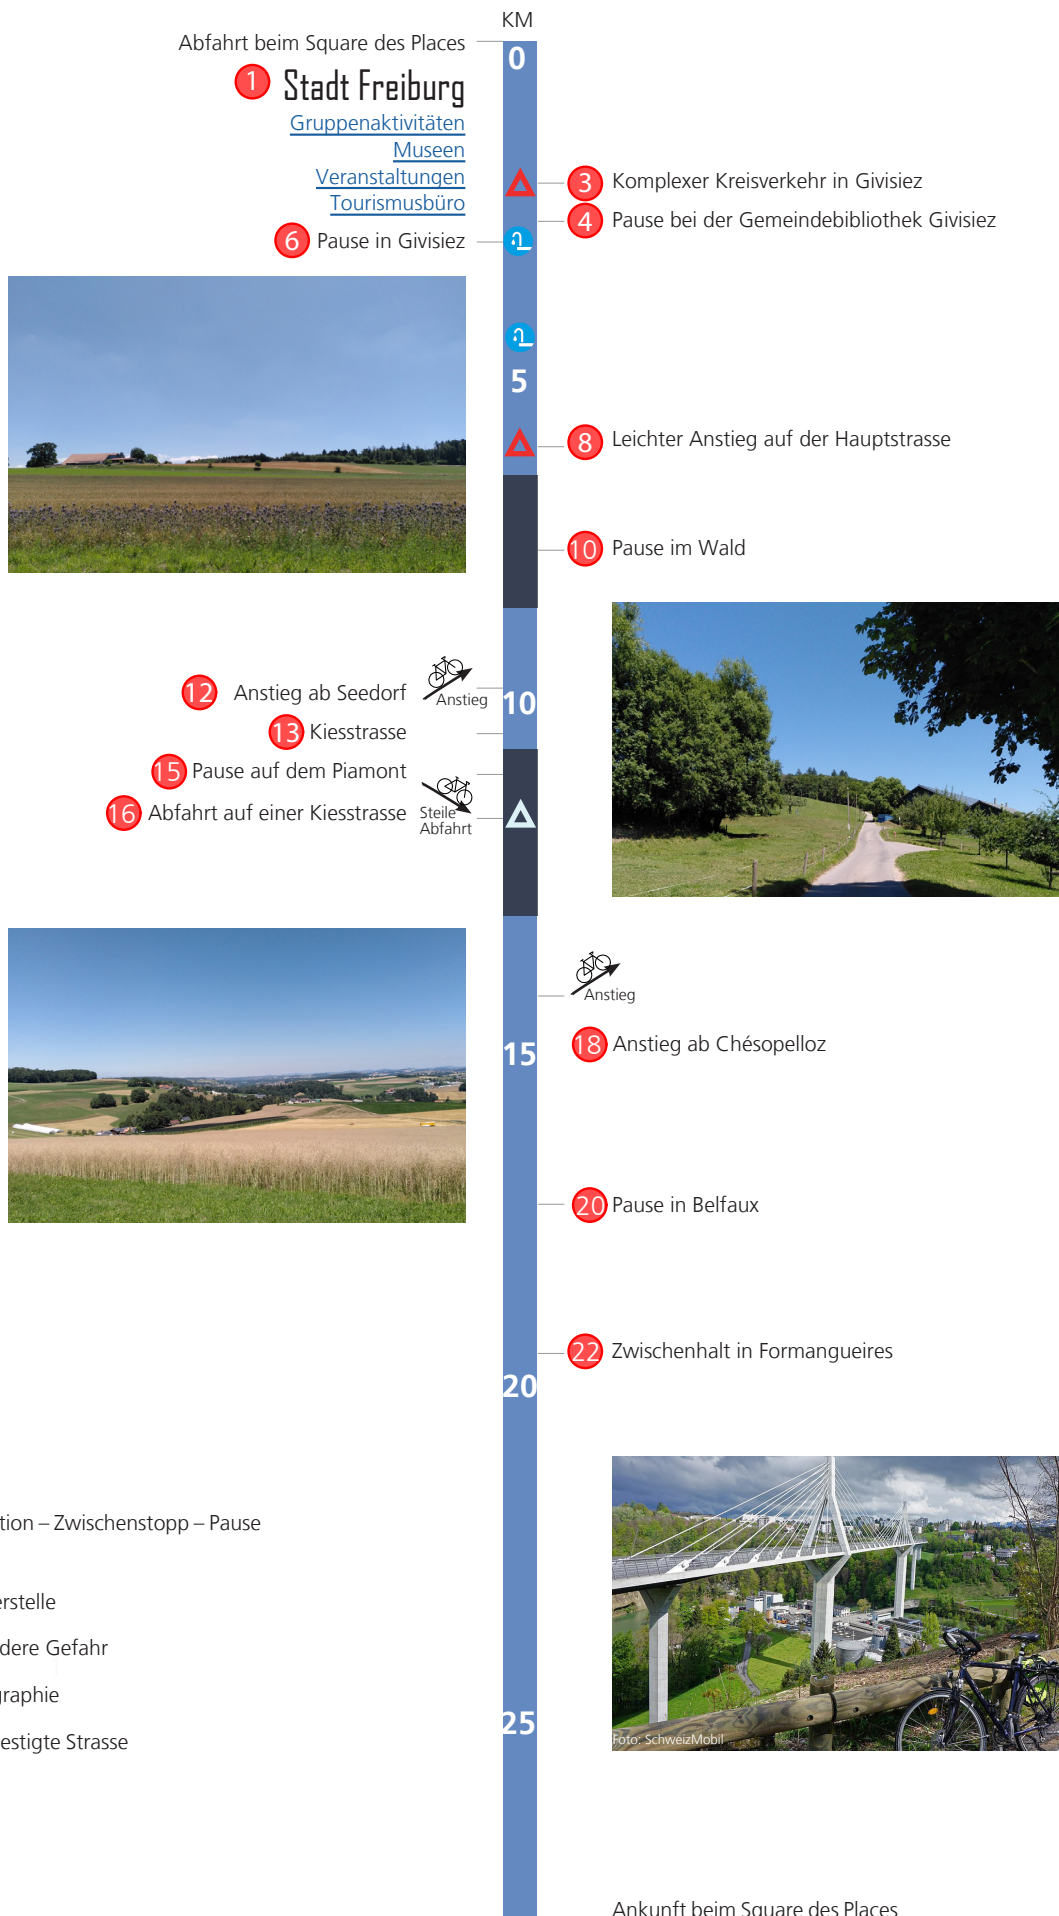 KM
Abfahrt beim Square des Places
0
1 Stadt Freiburg
Gruppenaktivitäten
Museen
Veranstaltungen
Tourismusbüro
3 Komplexer Kreisverkehr in Givisiez
4 Pause bei der Gemeindebibliothek Givisiez
6 Pause in Givisiez
5
8 Leichter Anstieg auf der Hauptstrasse
10 Pause im Wald
12 Anstieg ab Seedorf
Anstieg
10
13 Kiesstrasse
15 Pause auf dem Piamont
16 Abfahrt auf einer Kiesstrasse
Steile
Abfahrt
Anstieg
15
18 Anstieg ab Chésopelloz
20 Pause in Belfaux
22 Zwischenhalt in Formangueires
20
tion – Zwischenstopp – Pause
erstelle
dere Gefahr
graphie
estigte Strasse
25
Foto: SchweizMobil
Ankunft beim Square des Places